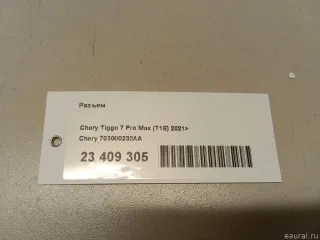 Разъем
Chery Tiggo 7 Pro Max (T1E) 2021>
Chery 703000232AA
23 409 305
eaural.ru